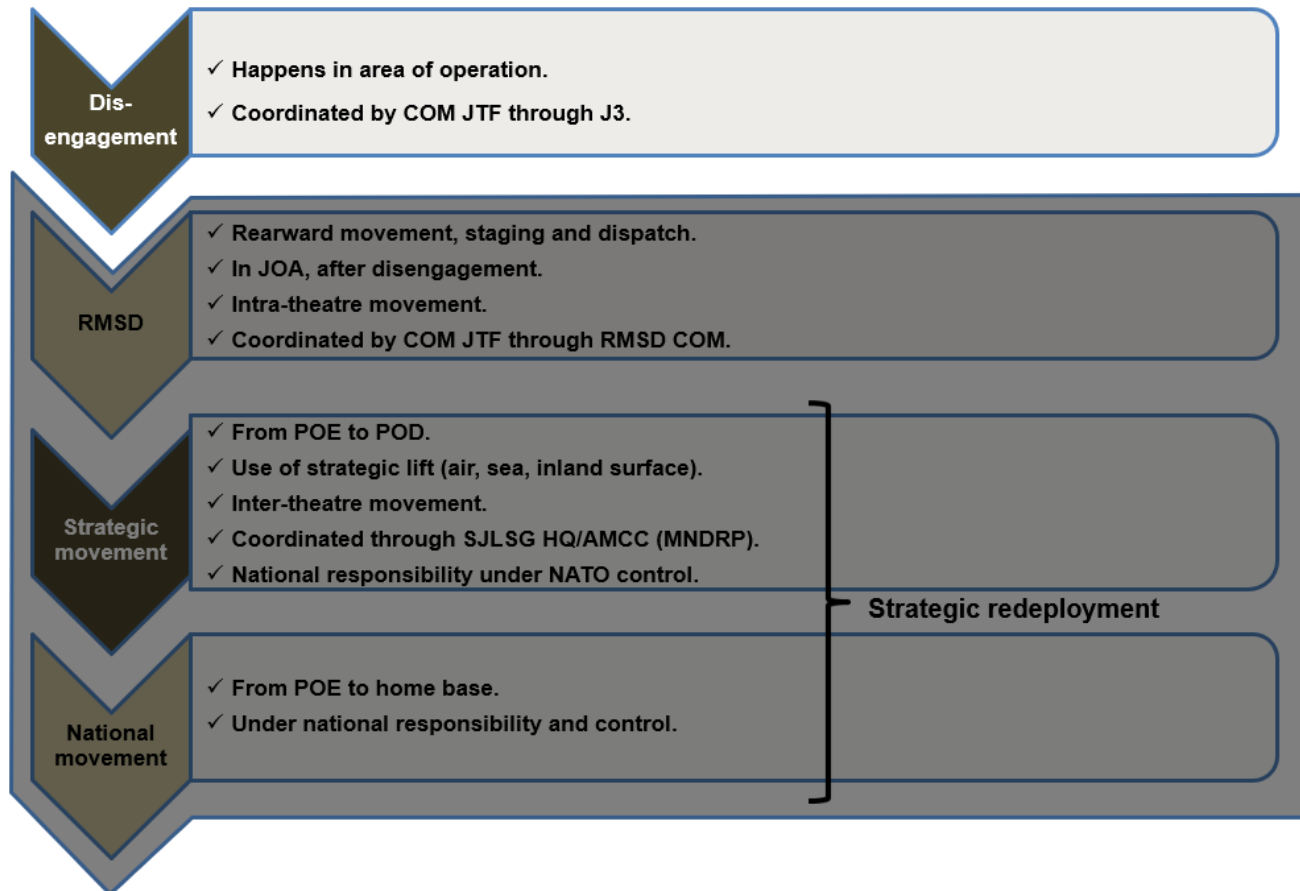 Dis-
engagement
✓ Happens in area of operation.
✓ Coordinated by COM JTF through J3.
RMSD
✓ Rearward movement, staging and dispatch.
✓ In JOA, after disengagement.
✓ Intra-theatre movement.
✓ Coordinated by COM JTF through RMSD COM.
Strategic
movement
✓ From POE to POD.
✓ Use of strategic lift (air, sea, inland surface).
✓ Inter-theatre movement.
✓ Coordinated through SJLSG HQ/AMCC (MNDRP).
✓ National responsibility under NATO control.
Strategic redeployment
National
movement
✓ From POE to home base.
✓ Under national responsibility and control.